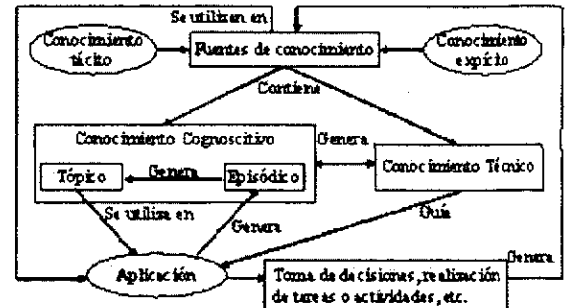 Se utilizan en
Conocimiento
tácito
Fuentes de conocimiento
Conocimiento
expícto
Contiene
Conocimiento Cognoscitivo
Genera
Tópico
Genera
Episódico
Conocimiento Técnico
Se utiliza en
Genera
Guía
Aplicación
Genera
Toma de decisiones, realización
de tareas o actividades, etc.